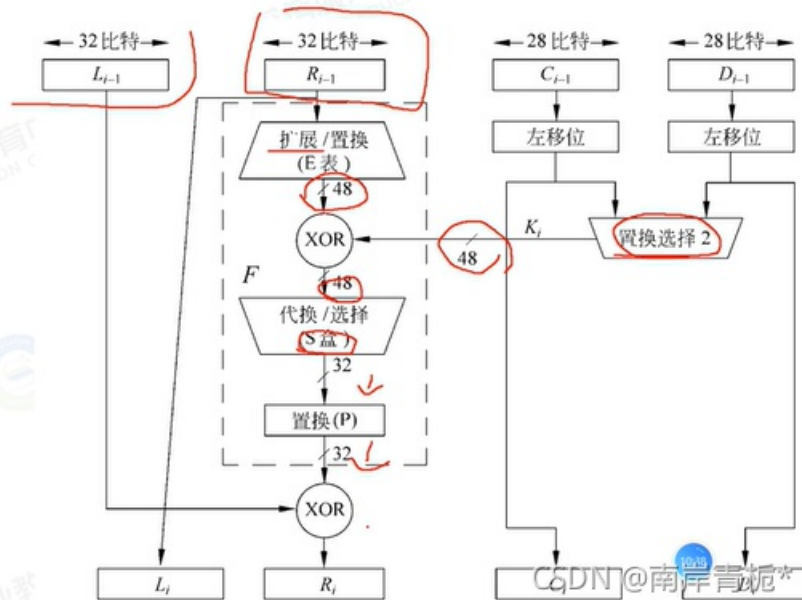 32比特 32比特 28比特 28比特
Li-1 Ri-1 Ci-1 Di-1
扩展/置换
(E表)
左移位 左移位
48
XOR
Ki
48
置换选择2
F
48
代换/选择
(S盒)
32
置换(P)
32
XOR
10:38
Li Ri
CSDN @南岸青栀*